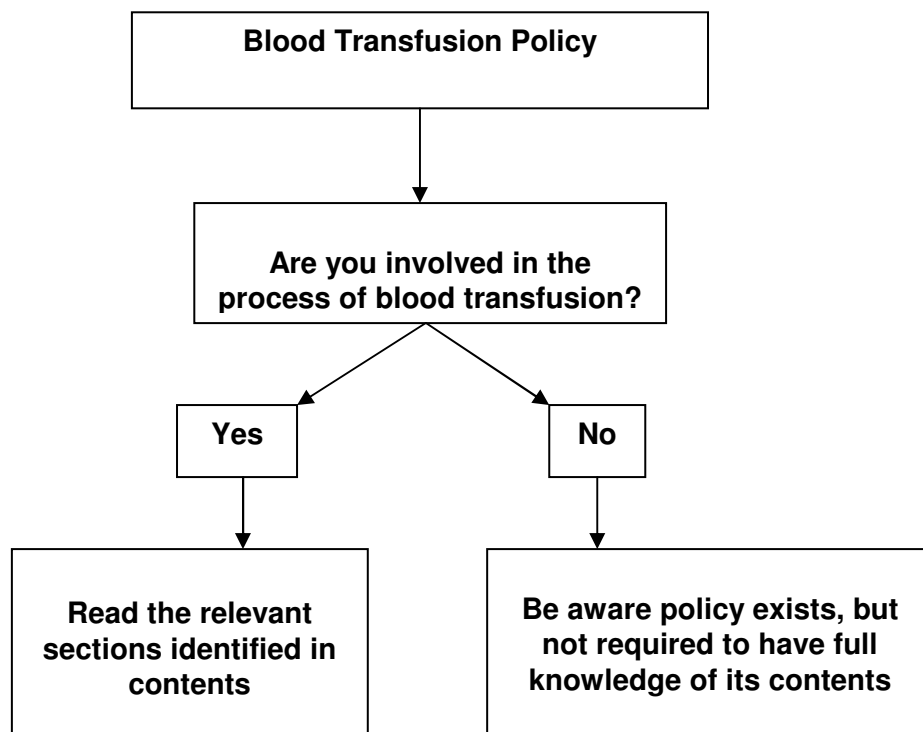 Blood Transfusion Policy
Are you involved in the
process of blood transfusion?
Yes
No
Read the relevant
sections identified in
contents
Be aware policy exists, but
not required to have full
knowledge of its contents